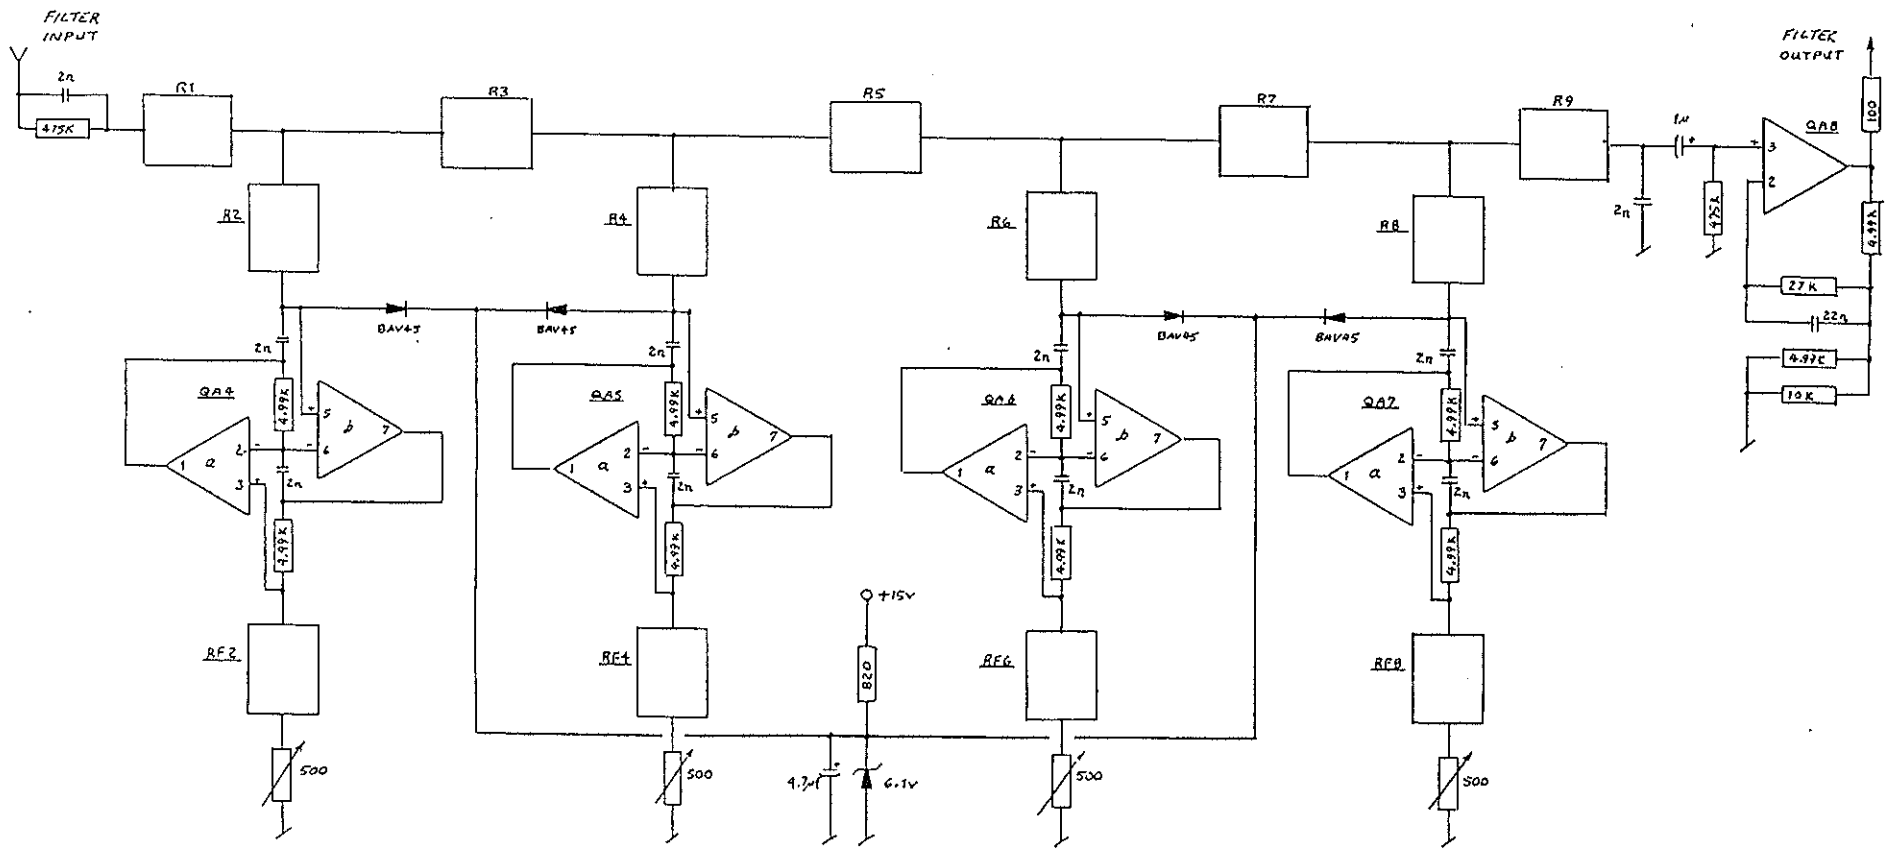 FILTER
INPUT
FILTER
OUTPUT
2n
475K
R1
R3
R5
R7
R9
1µ
+
100
QA8
+
3
2
2n
475K
4.99K
R2
R4
R6
R8
27K
22n
4.99K
10K
BAV45
BAV45
BAV45
BAV45
2n
2n
2n
2n
QA4
4.99K
+
5
b
7
a
1
2
-
-
6
3
+
2n
4.99K
QA5
4.99K
+
5
b
7
a
1
2
-
-
6
3
+
2n
4.99K
QA6
4.99K
+
5
b
7
a
1
2
-
-
6
3
+
2n
4.99K
QA7
4.99K
+
5
b
7
a
1
2
-
-
6
3
+
2n
4.99K
+15V
820
RF2
RF4
RF6
RF8
500
500
4.7µf
+
500
500